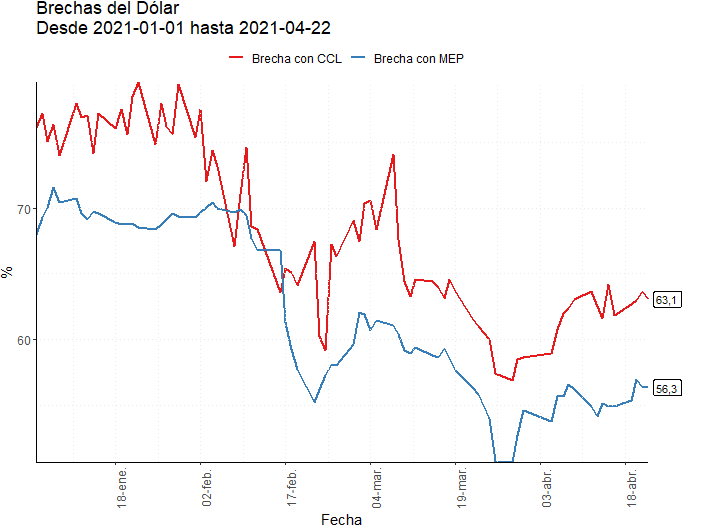 Brechas del Dólar
Desde 2021-01-01 hasta 2021-04-22
Brecha con CCL Brecha con MEP
%
70
60
63,1
56,3
18-ene. 02-feb. 17-feb. 04-mar. 19-mar. 03-abr. 18-abr.
Fecha